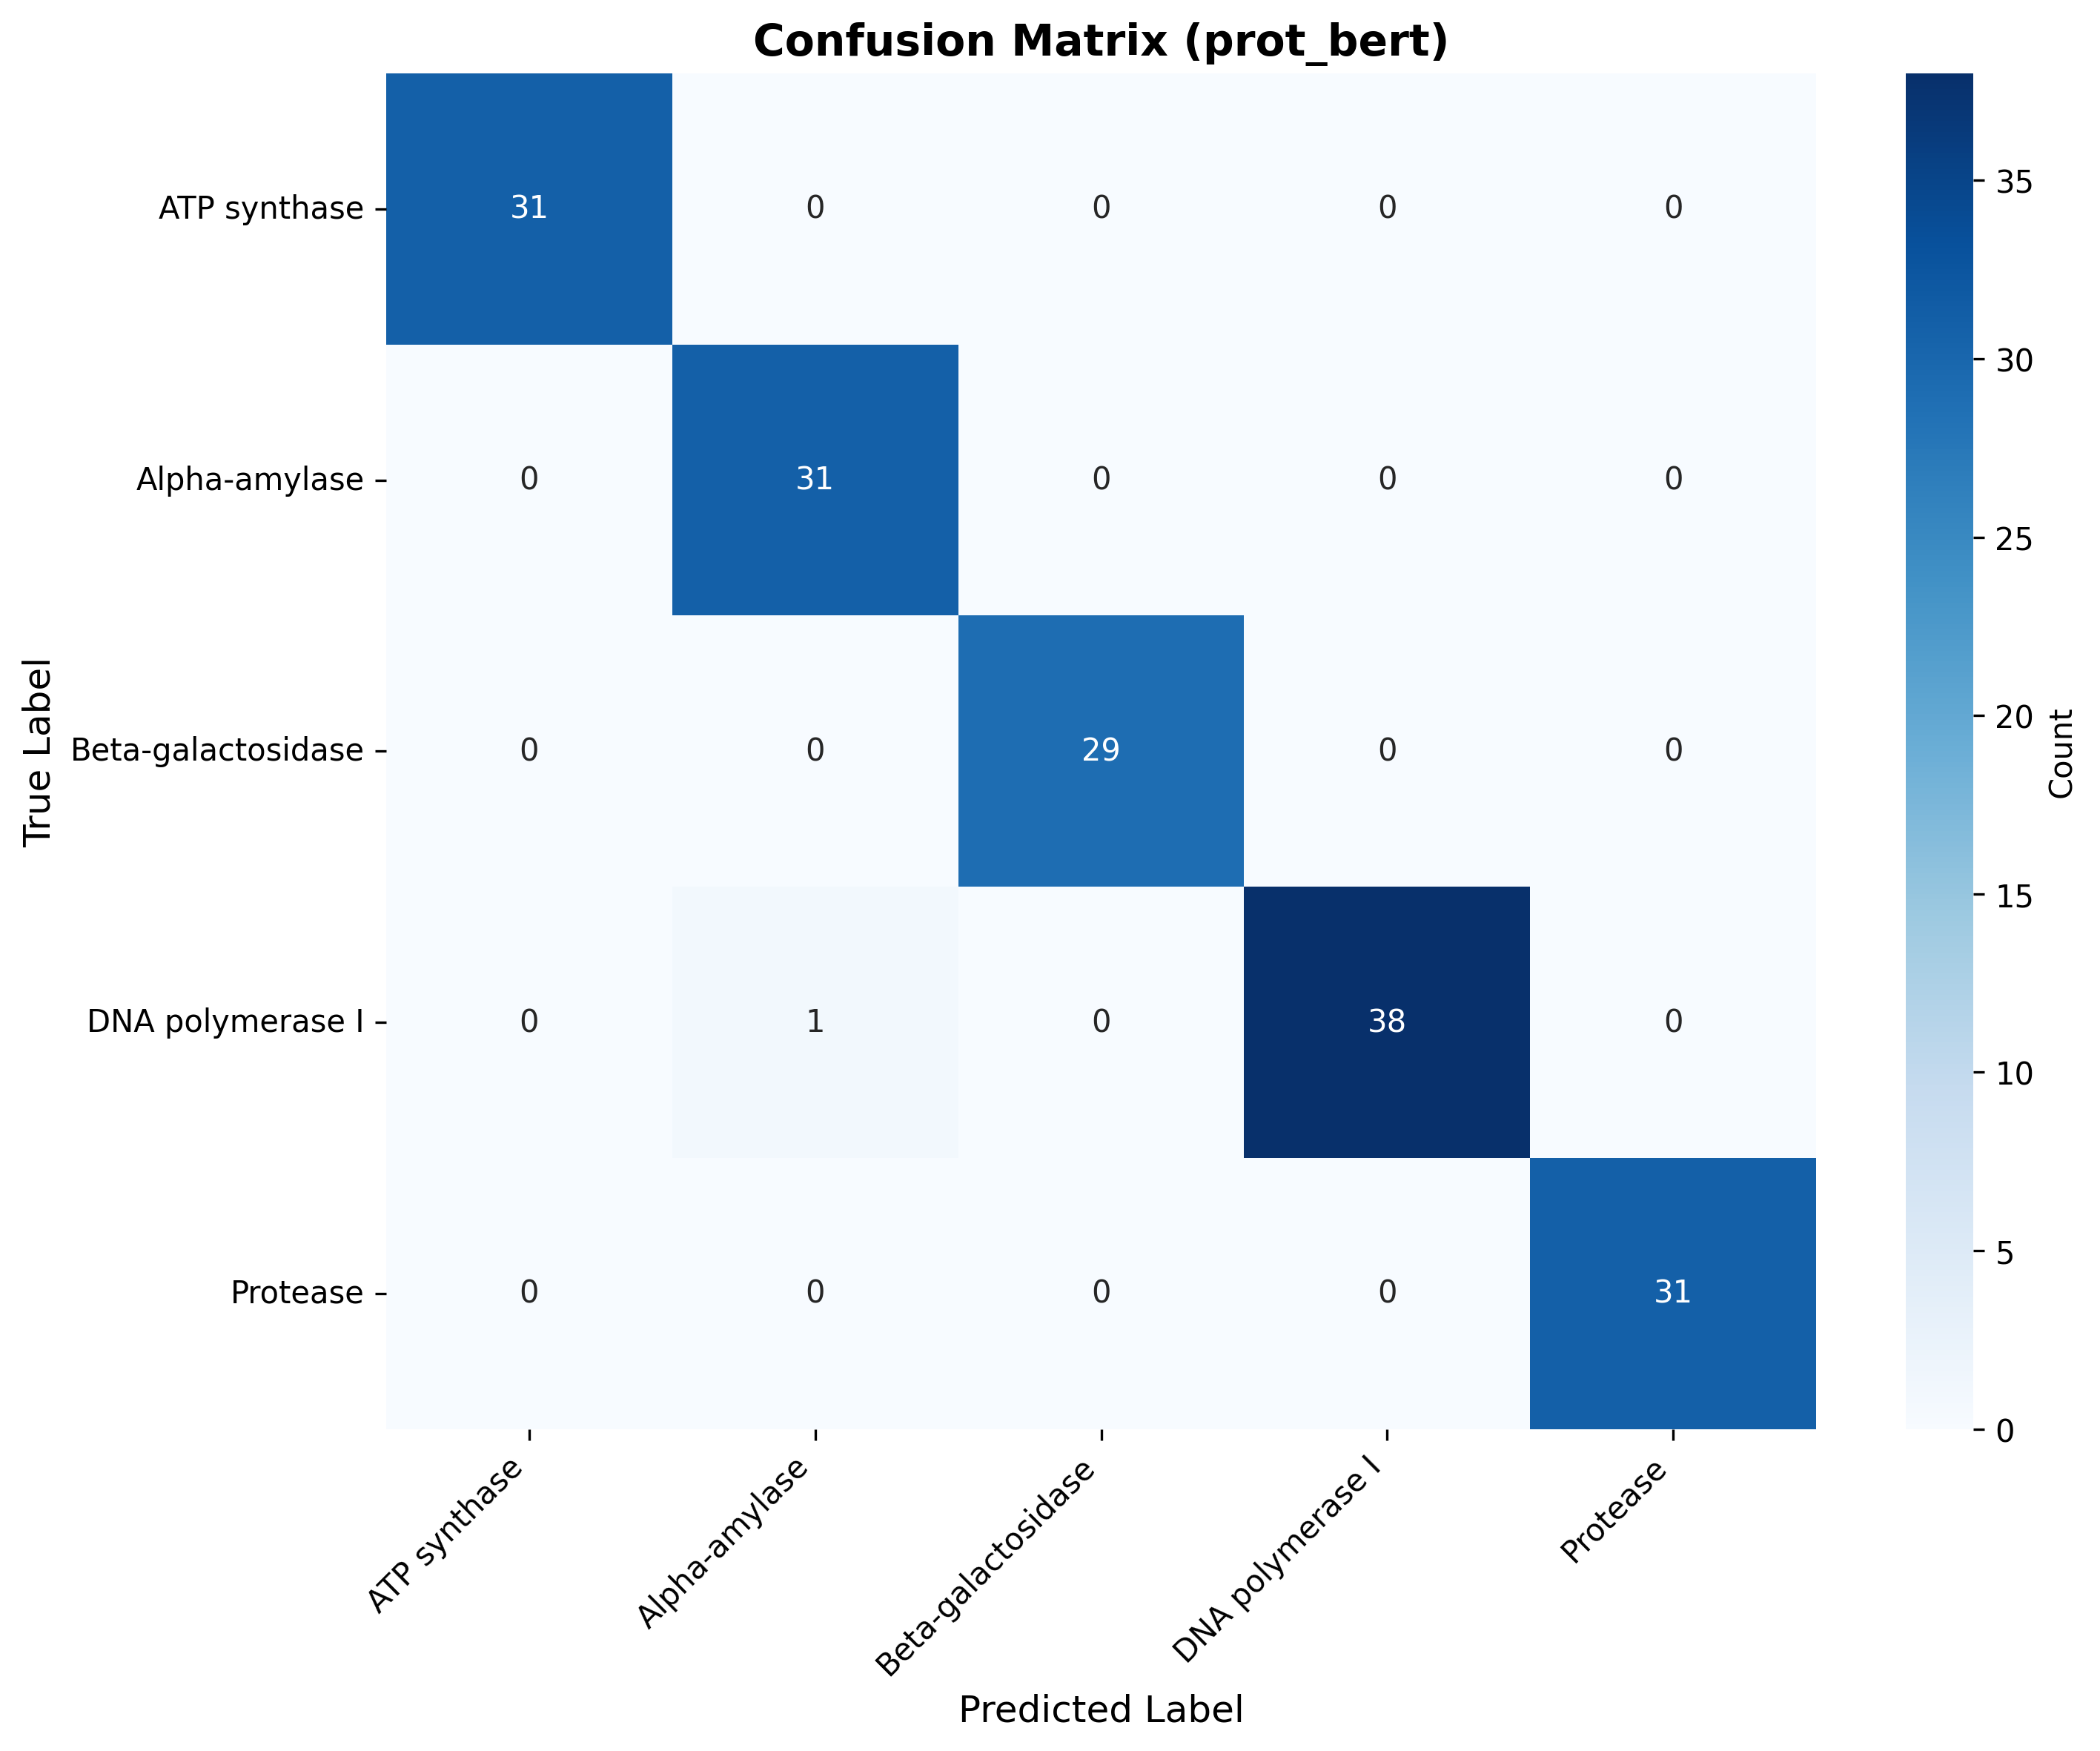 Confusion Matrix (prot_bert)
True Label
ATP synthase 31 0 0 0 0
Alpha-amylase 0 31 0 0 0
Beta-galactosidase 0 0 29 0 0
DNA polymerase I 0 1 0 38 0
Protease 0 0 0 0 31
ATP synthase
Alpha-amylase
Beta-galactosidase
DNA polymerase I
Protease
Predicted Label
35
30
25
20
15
10
5
0
Count